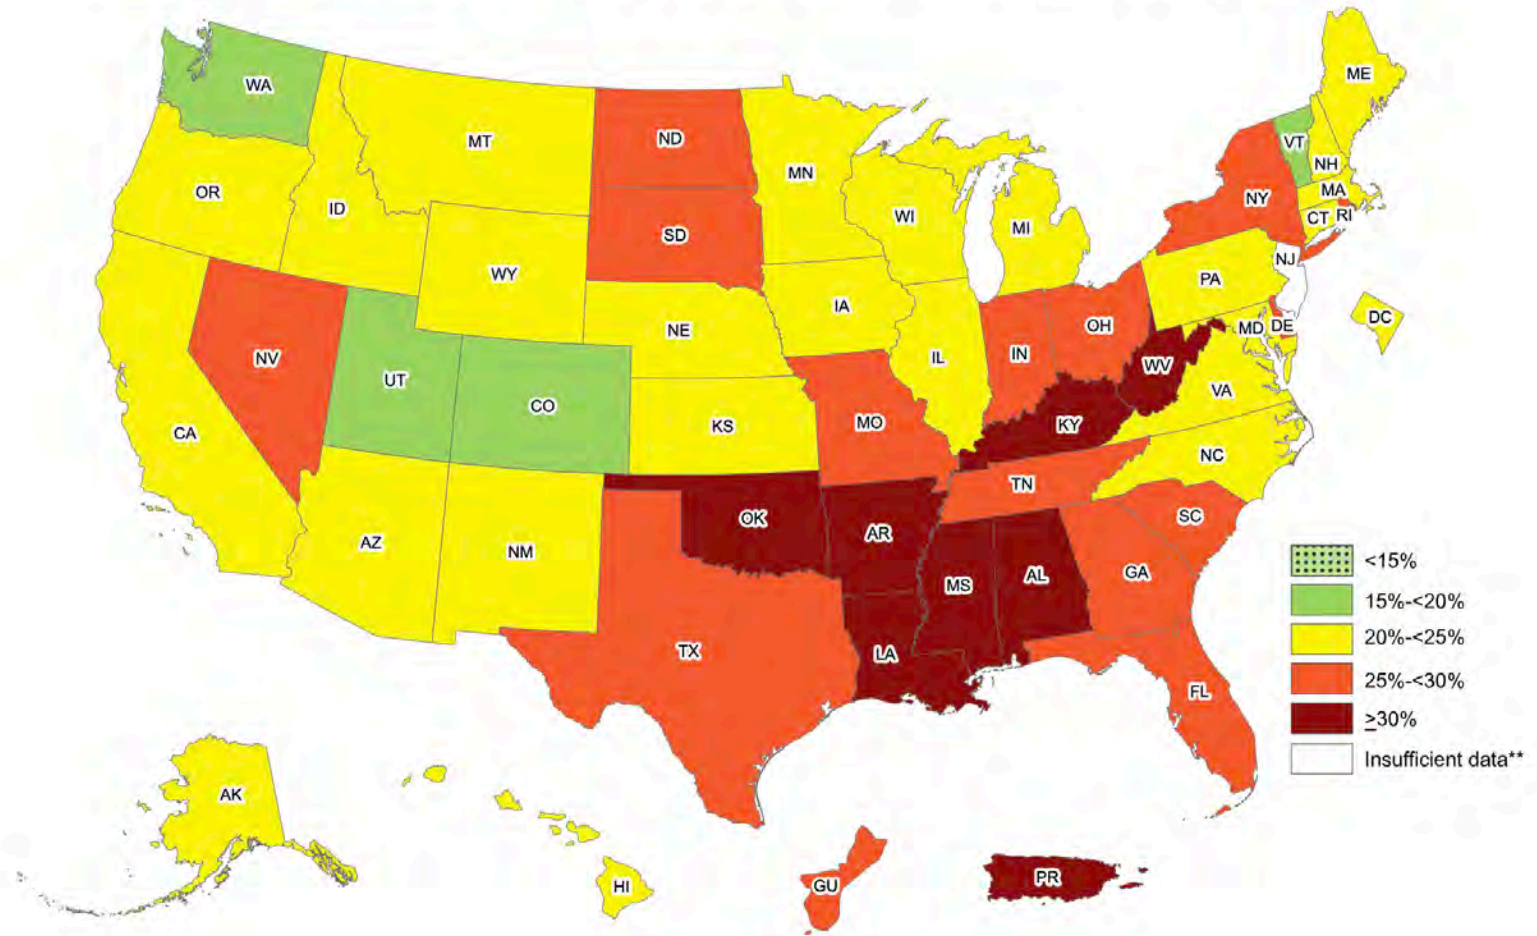 WA
ME
MT
ND
VT
MN
NH
OR
MA
NY
ID
WI
CT
RI
MI
SD
NJ
WY
PA
IA
DC
NE
OH
MD
DE
IN
IL
NV
WV
UT
VA
CO
KS
MO
KY
CA
NC
TN
SC
OK
AR
AZ
NM
GA
AL
MS
TX
LA
FL
<15%
15%-<20%
20%-<25%
25%-<30%
≥30%
Insufficient data**
AK
HI
GU
PR